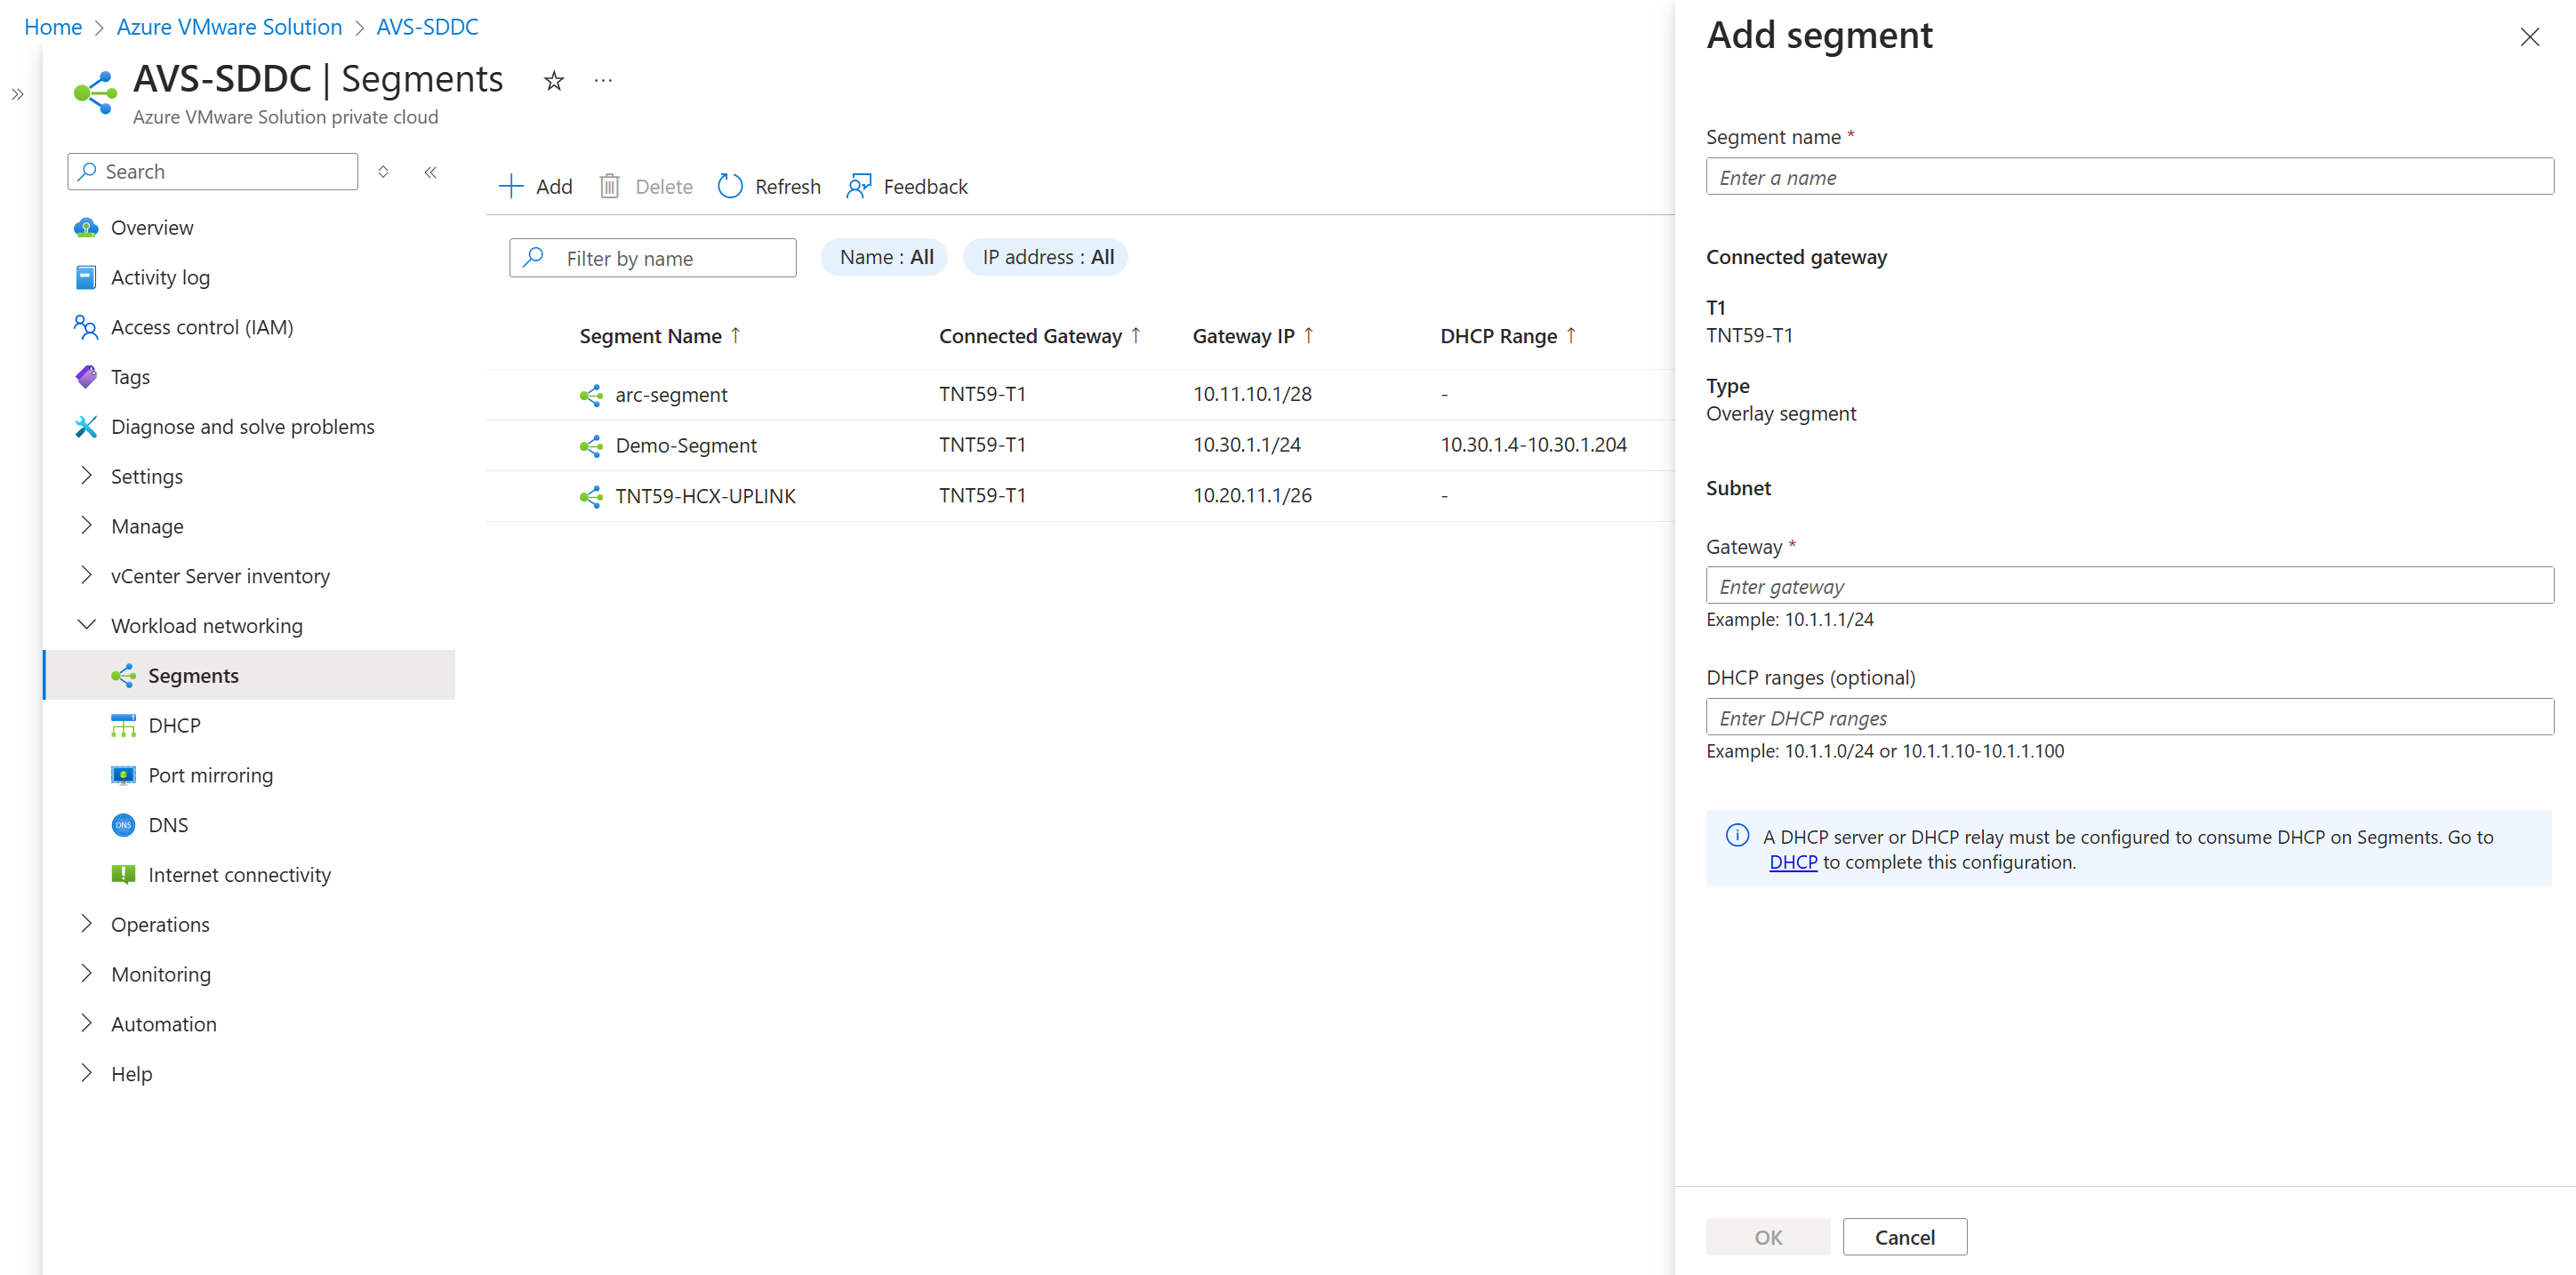 Home > Azure VMware Solution > AVS-SDDC
AVS-SDDC | Segments
Azure VMware Solution private cloud
Search
Overview
Activity log
Access control (IAM)
Tags
Diagnose and solve problems
Settings
Manage
vCenter Server inventory
Workload networking
Segments
DHCP
Port mirroring
DNS
Internet connectivity
Operations
Monitoring
Automation
Help
Add Delete Refresh Feedback
Filter by name Name : All IP address : All
Segment Name ↑ Connected Gateway ↑ Gateway IP ↑ DHCP Range ↑
arc-segment TNT59-T1 10.11.10.1/28 -
Demo-Segment TNT59-T1 10.30.1.1/24 10.30.1.4-10.30.1.204
TNT59-HCX-UPLINK TNT59-T1 10.20.11.1/26 -
Add segment
Segment name *
Enter a name
Connected gateway
T1
TNT59-T1
Type
Overlay segment
Subnet
Gateway *
Enter gateway
Example: 10.1.1.1/24
DHCP ranges (optional)
Enter DHCP ranges
Example: 10.1.1.0/24 or 10.1.1.10-10.1.1.100
A DHCP server or DHCP relay must be configured to consume DHCP on Segments. Go to
DHCP to complete this configuration.
OK Cancel